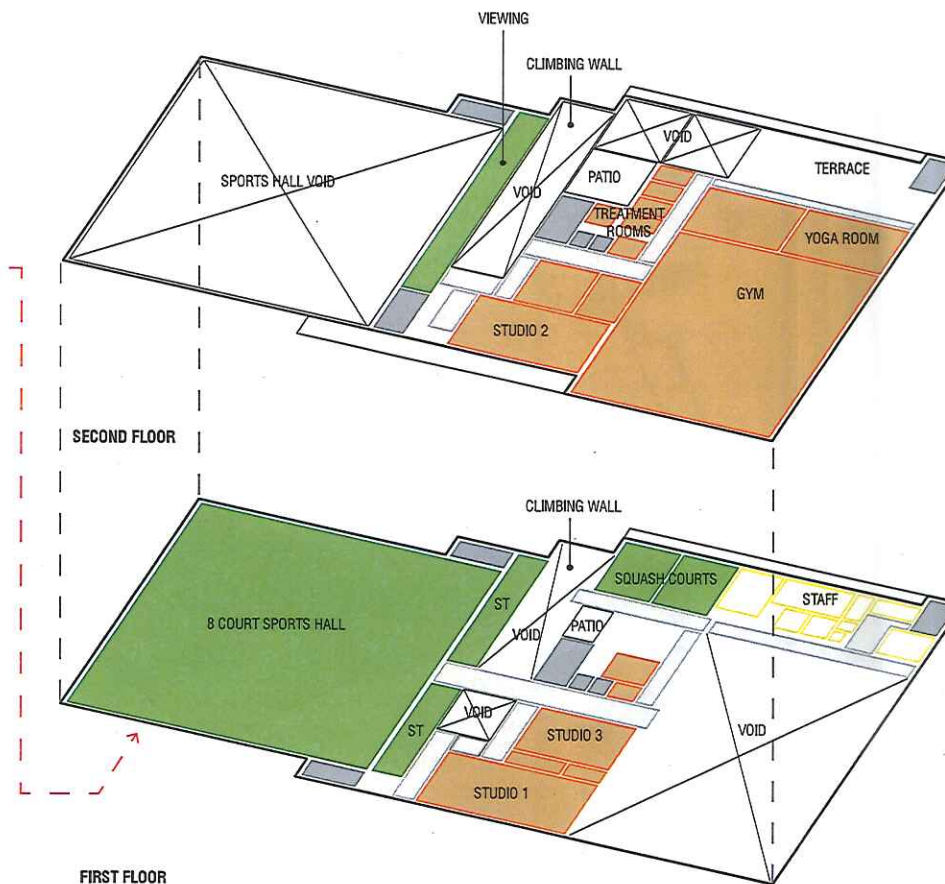 VIEWING
CLIMBING WALL
VOID
SPORTS HALL VOID
PATIO
TERRACE
VOID
TREATMENT
ROOMS
YOGA ROOM
GYM
STUDIO 2
SECOND FLOOR
CLIMBING WALL
SQUASH COURTS
STAFF
ST
8 COURT SPORTS HALL
PATIO
VOID
VOID
ST
VOID
STUDIO 3
STUDIO 1
FIRST FLOOR